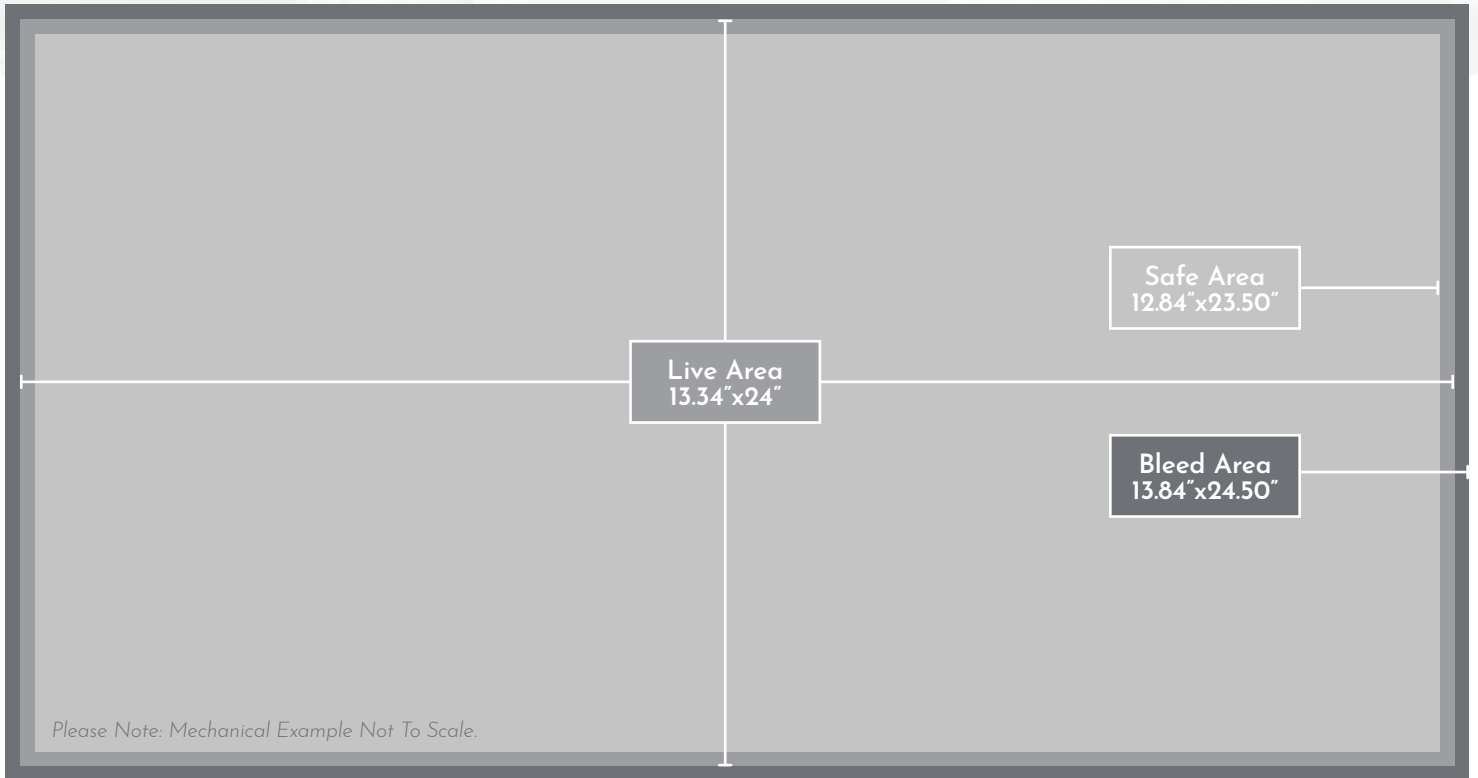 Safe Area
12.84”x23.50”
Live Area
13.34”x24”
Bleed Area
13.84”x24.50”
Please Note: Mechanical Example Not To Scale.